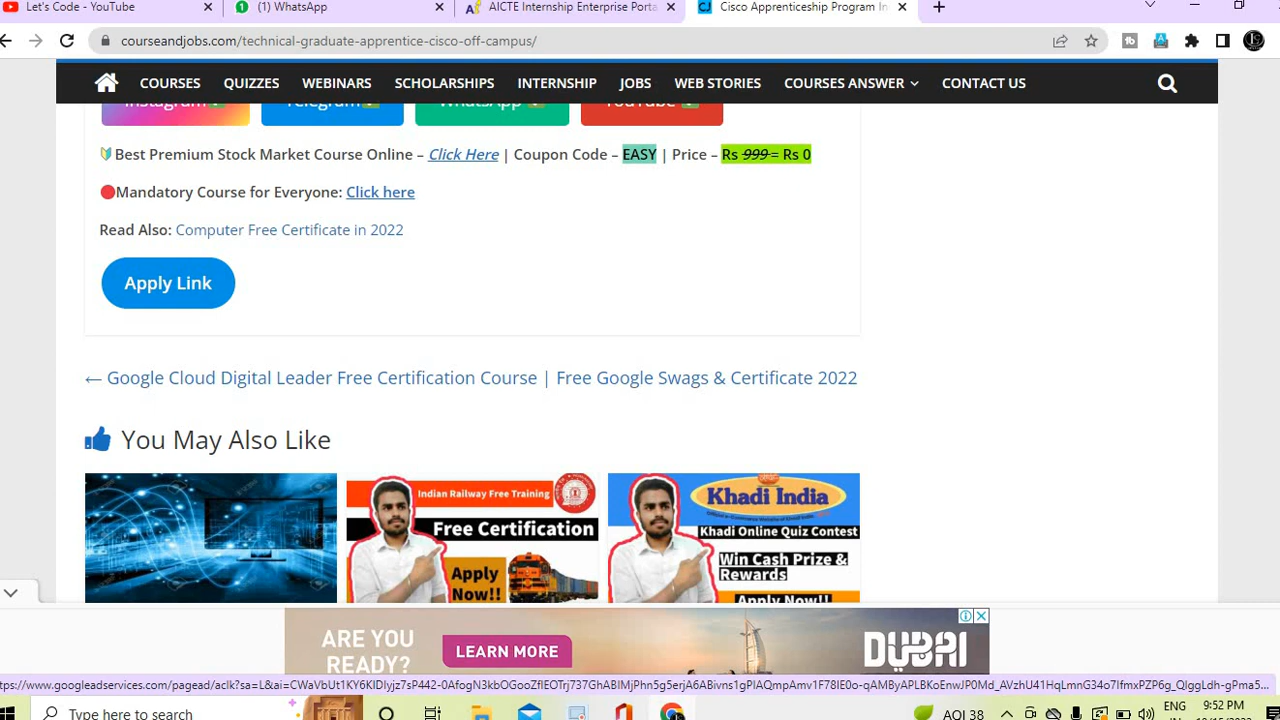 Let's Code - YouTube
(1) WhatsApp
AICTE Internship Enterprise Porta
Cisco Apprenticeship Program In
courseandjobs.com/technical-graduate-apprentice-cisco-off-campus/
COURSES QUIZZES WEBINARS SCHOLARSHIPS INTERNSHIP JOBS WEB STORIES COURSES ANSWER CONTACT US
Instagram Telegram WhatsApp YouTube
Best Premium Stock Market Course Online – Click Here | Coupon Code – EASY | Price – Rs 999 = Rs 0
Mandatory Course for Everyone: Click here
Read Also: Computer Free Certificate in 2022
Apply Link
← Google Cloud Digital Leader Free Certification Course | Free Google Swags & Certificate 2022
You May Also Like
Indian Railway Free Training
Free Certification
Apply
Now!!
Khadi India
Khadi Online Quiz Contest
Win Cash Prize &
Rewards
Apply Now!!
ARE YOU
READY?
LEARN MORE
DUBAI
Type here to search
AQI 38
ENG
IN
9:52 PM